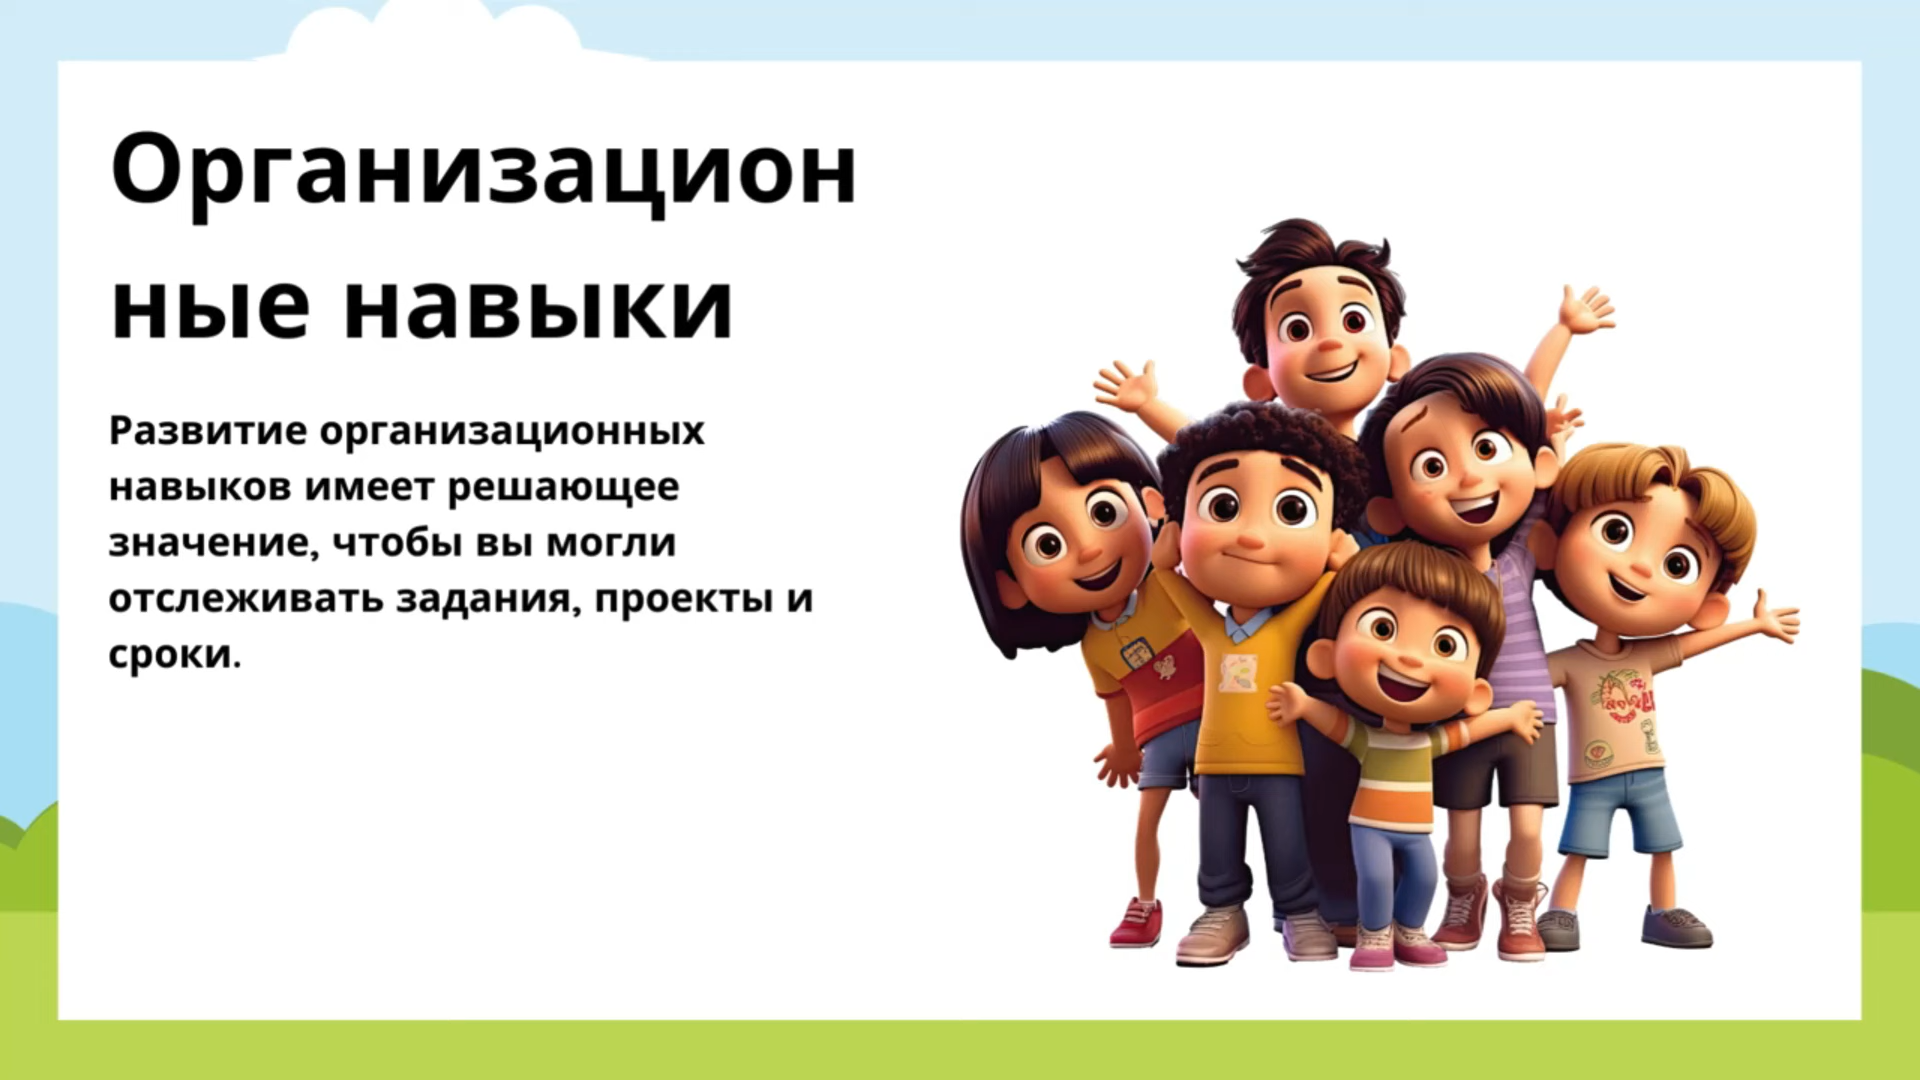 Организацион
ные навыки
Развитие организационных
навыков имеет решающее
значение, чтобы вы могли
отслеживать задания, проекты и
сроки.